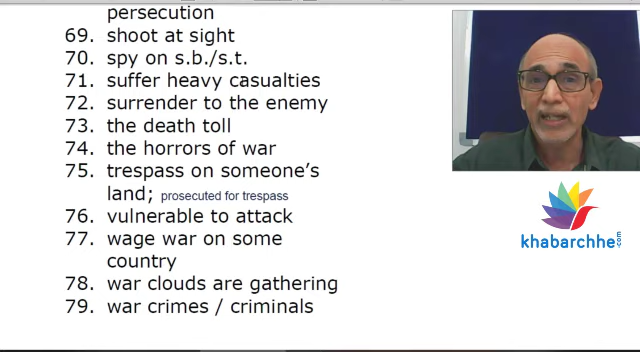 persecution
69. shoot at sight
70. spy on s.b./s.t.
71. suffer heavy casualties
72. surrender to the enemy
73. the death toll
74. the horrors of war
75. trespass on someone's
land; prosecuted for trespass
76. vulnerable to attack
77. wage war on some
country
78. war clouds are gathering
79. war crimes / criminals
khabarchhe.com